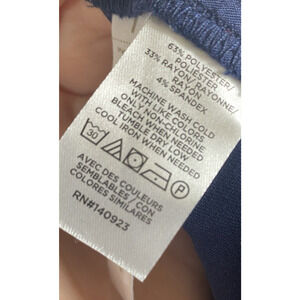 63% POLYESTER/
POLIESTER
33% RAYON/RAYONNE/
RAYON
4% SPANDEX
MACHINE WASH COLD
WITH LIKE COLORS
ONLY NON-CHLORINE
BLEACH WHEN NEEDED
TUMBLE DRY LOW
COOL IRON WHEN NEEDED
30
P
AVEC DES COULEURS
SEMBLABLES / CON
COLORES SIMILARES
RN#140923